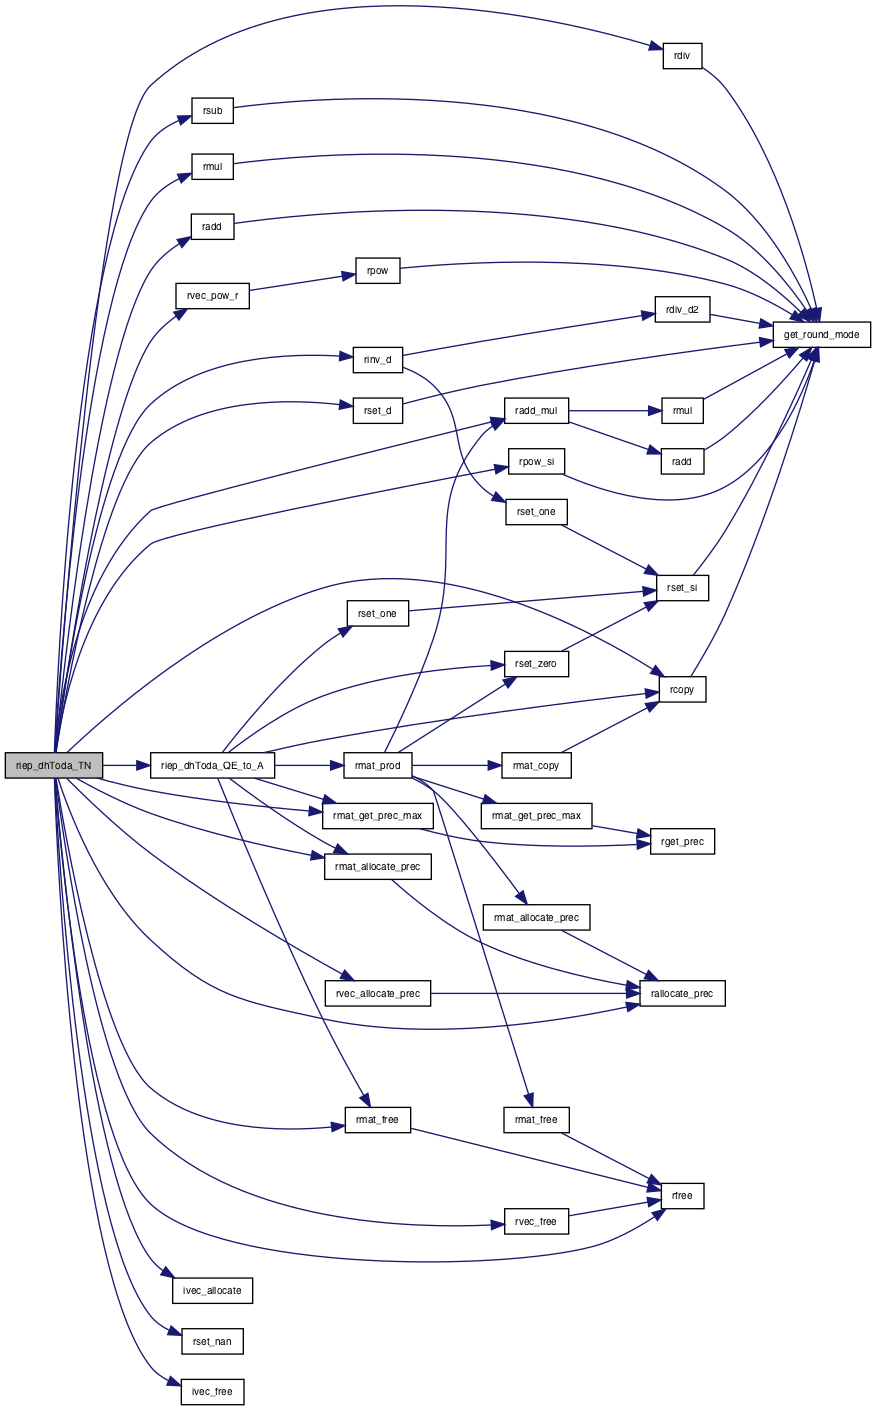 rdiv
rsub
rmul
radd
rpow
rvec_pow_r
rdiv_d2
get_round_mode
rinv_d
rset_d
radd_mul
rmul
rpow_si
radd
rset_one
rset_si
rset_one
rset_zero
rcopy
riep_dhToda_TN
riep_dhToda_QE_to_A
rmat_prod
rmat_copy
rmat_get_prec_max
rmat_get_prec_max
rget_prec
rmat_allocate_prec
rmat_allocate_prec
rvec_allocate_prec
rallocate_prec
rmat_free
rmat_free
rfree
rvec_free
ivec_allocate
rset_nan
ivec_free